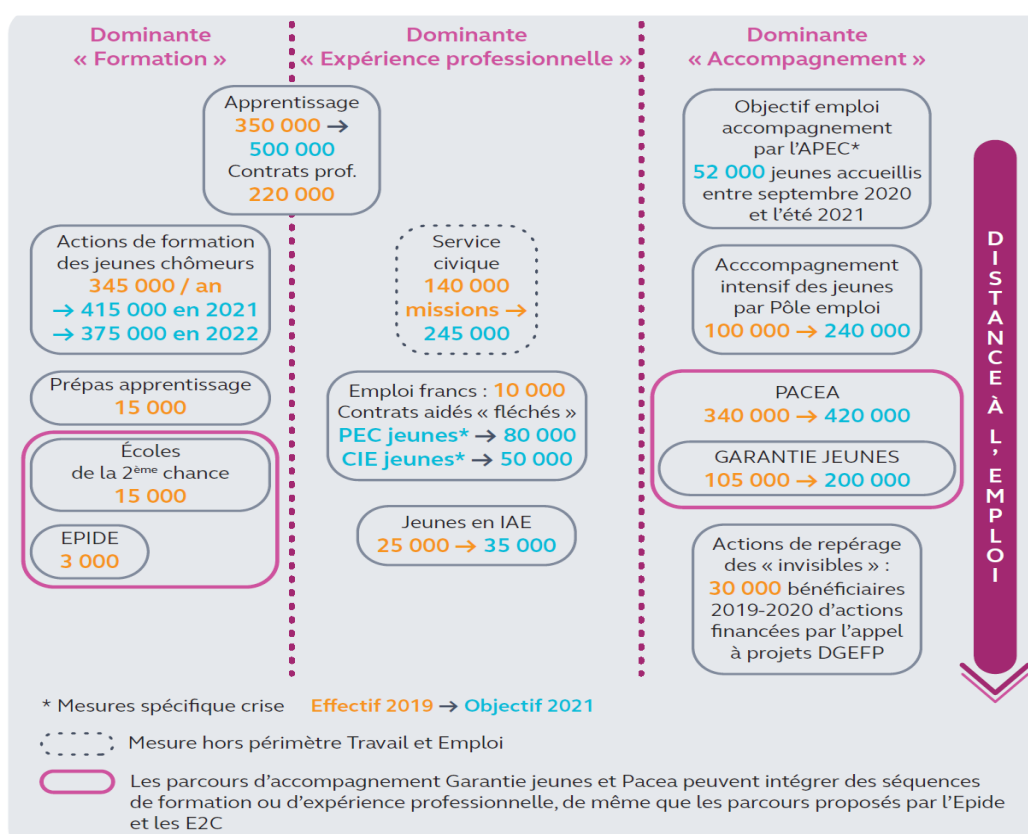 Dominante
« Formation »
Dominante
« Expérience professionnelle »
Dominante
« Accompagnement »
Apprentissage
350 000 →
500 000
Contrats prof.
220 000
Actions de formation
des jeunes chômeurs
345 000 / an
→ 415 000 en 2021
→ 375 000 en 2022
Prépas apprentissage
15 000
Écoles
de la 2ème chance
15 000
EPIDE
3 000
Service
civique
140 000
missions →
245 000
Emploi francs : 10 000
Contrats aidés « fléchés »
PEC jeunes* → 80 000
CIE jeunes* → 50 000
Jeunes en IAE
25 000 → 35 000
Objectif emploi
accompagnement
par l'APEC*
52 000 jeunes accueillis
entre septembre 2020
et l'été 2021
Acccompagnement
intensif des jeunes
par Pôle emploi
100 000 → 240 000
PACEA
340 000 → 420 000
GARANTIE JEUNES
105 000 → 200 000
Actions de repérage
des « invisibles » :
30 000 bénéficiaires
2019-2020 d'actions
financées par l'appel
à projets DGEFP
DISTANCE À L'EMPLOI
* Mesures spécifique crise Effectif 2019 → Objectif 2021
Mesure hors périmètre Travail et Emploi
Les parcours d'accompagnement Garantie jeunes et Pacea peuvent intégrer des séquences
de formation ou d'expérience professionnelle, de même que les parcours proposés par l'Epide
et les E2C